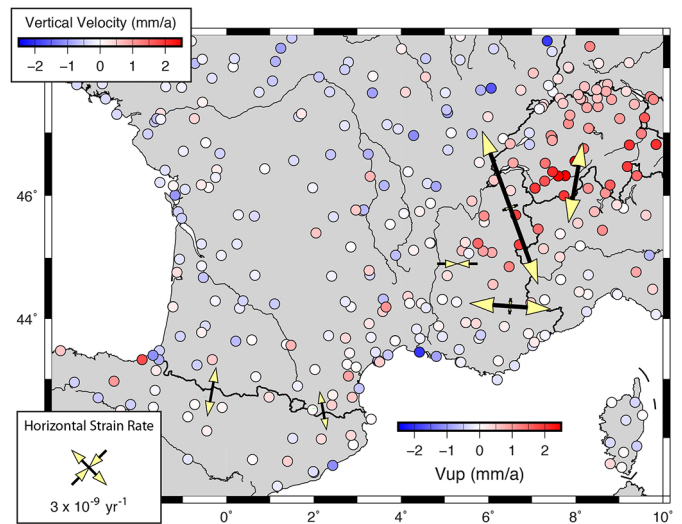 Vertical Velocity (mm/a)
−2 −1 0 1 2
46°
44°
Horizontal Strain Rate
3 x 10-9 yr-1
−2 −1 0 1 2
Vup (mm/a)
0° 2° 4° 6° 8° 10°